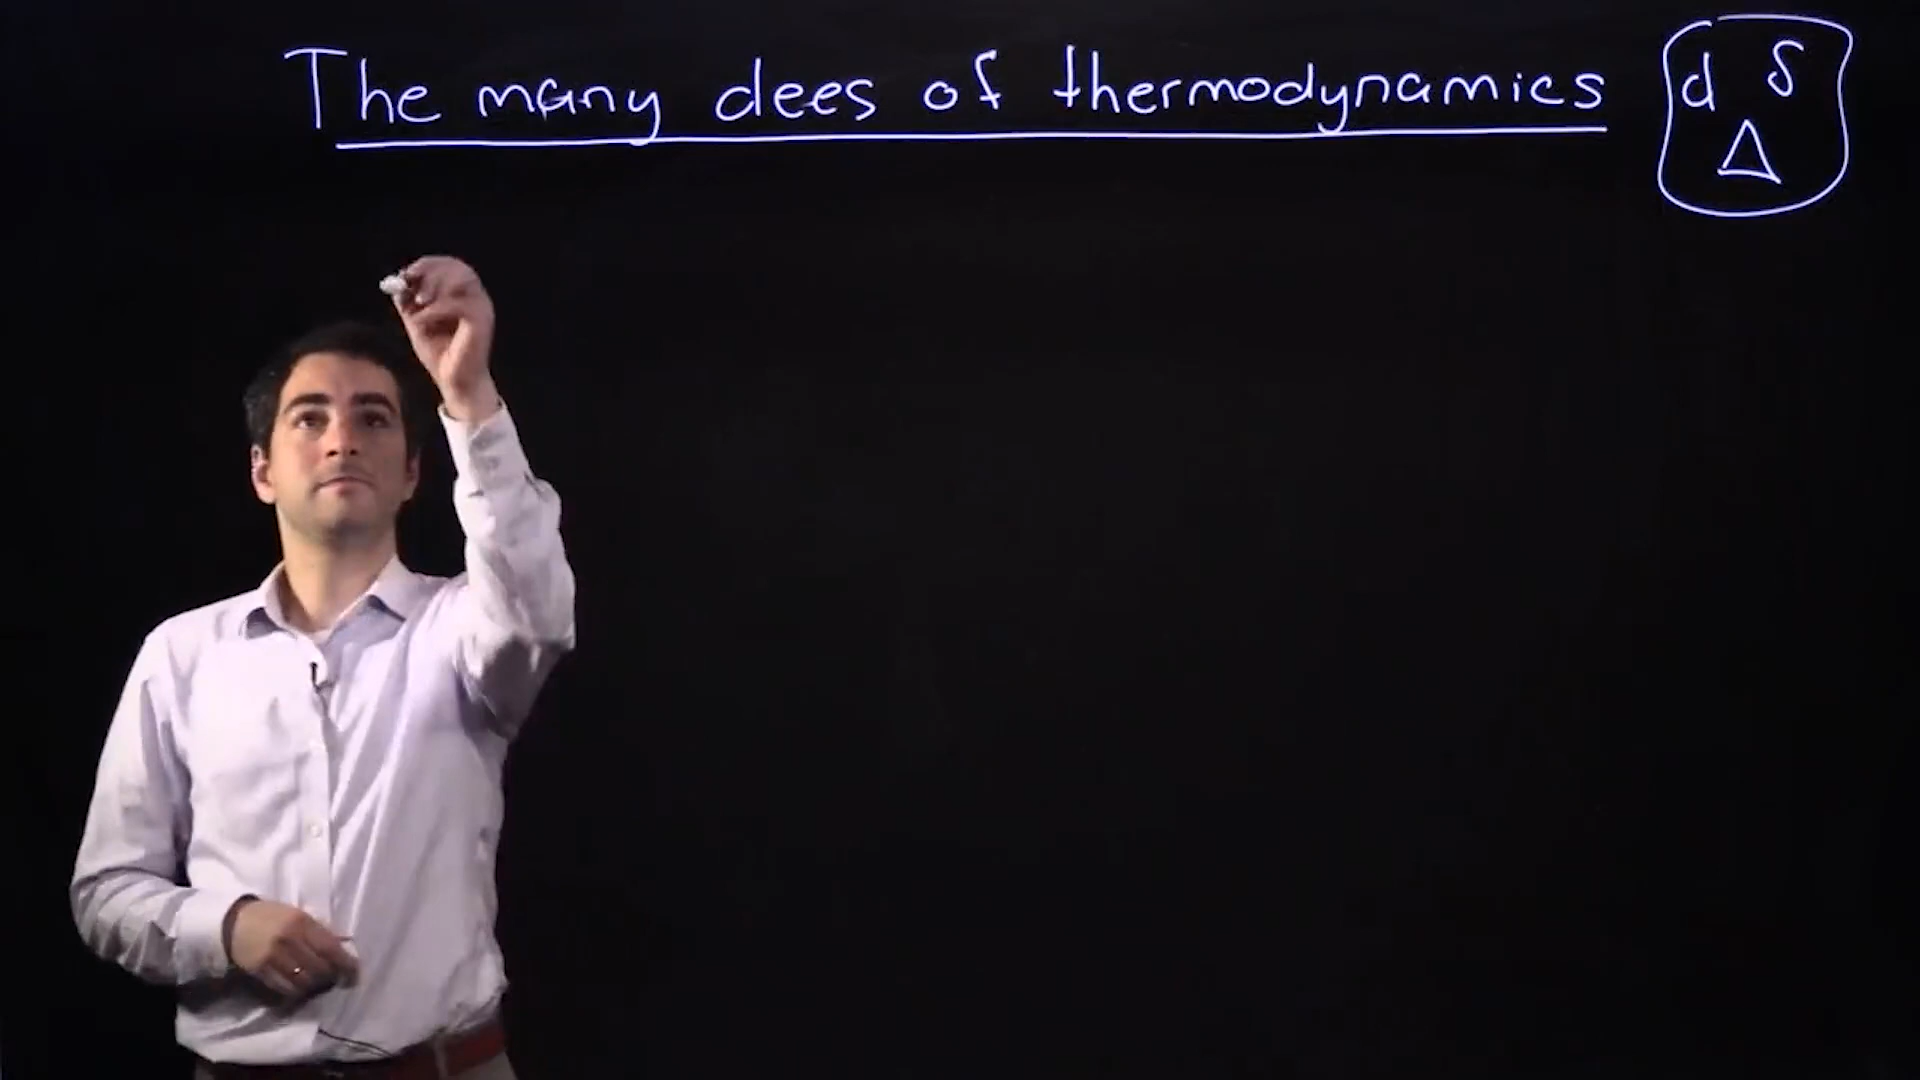 The many dees of thermodynamics
d δ
Δ